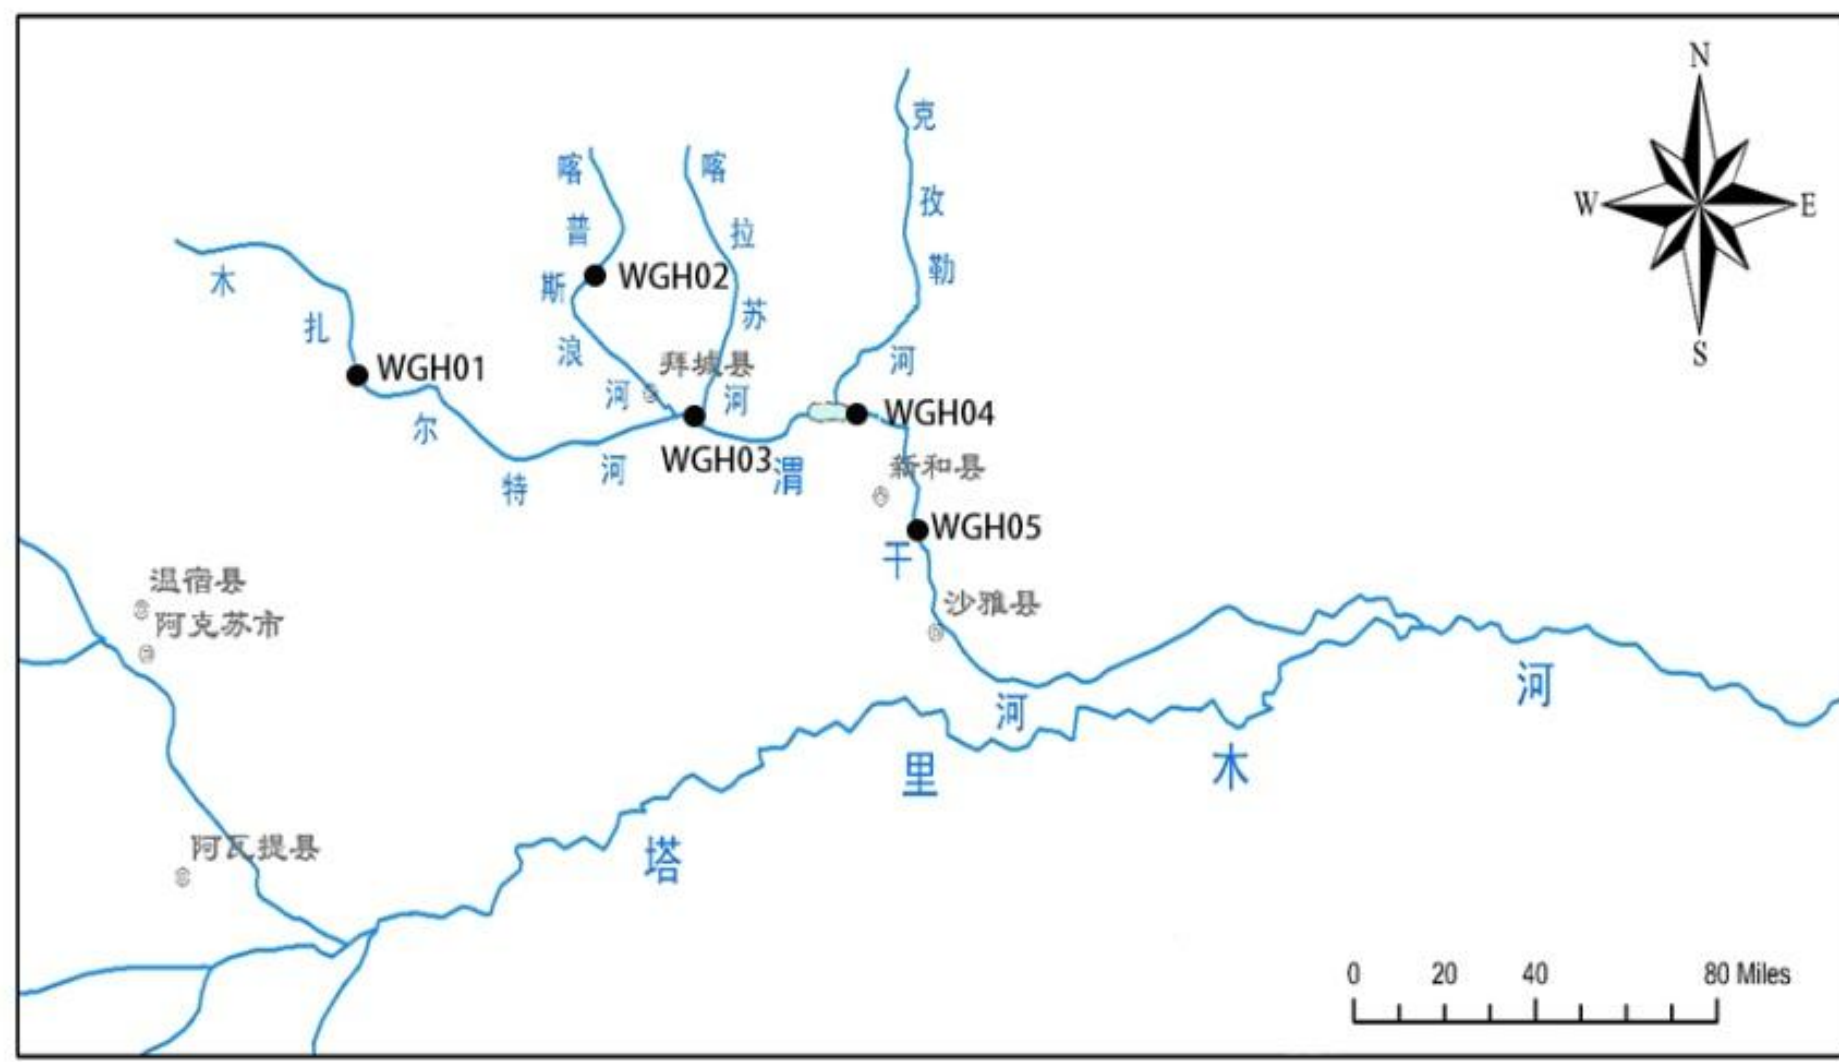 N
W
E
S
克孜勒河
喀普斯浪河
喀拉苏河
木扎尔特河
WGH02
WGH01
拜城县
WGH04
WGH03
新和县
WGH05
渭干河
温宿县
阿克苏市
沙雅县
阿瓦提县
塔里木河
0 20 40 80 Miles